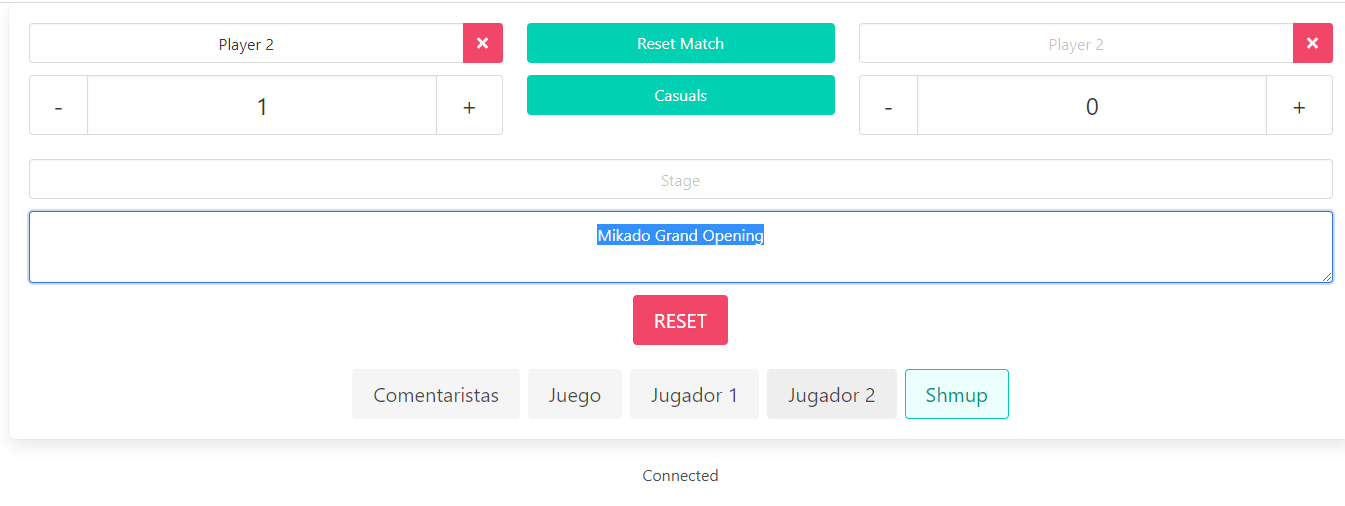 Player 2
Reset Match
Player 2
- 1 +
Casuals
- 0 +
Stage
Mikado Grand Opening
RESET
Comentaristas Juego Jugador 1 Jugador 2 Shmup
Connected